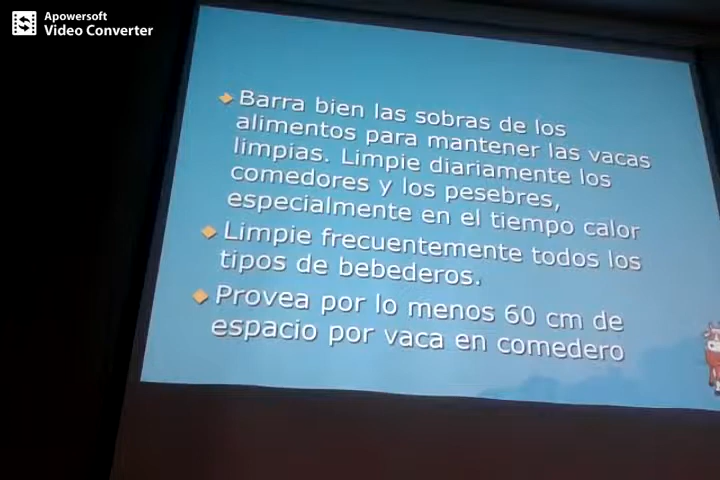 Apowersoft
Video Converter
Barra bien las sobras de los
alimentos para mantener las vacas
limpias. Limpie diariamente los
comedores y los pesebres,
especialmente en el tiempo calor
Limpie frecuentemente todos los
tipos de bebederos.
Provea por lo menos 60 cm de
espacio por vaca en comedero